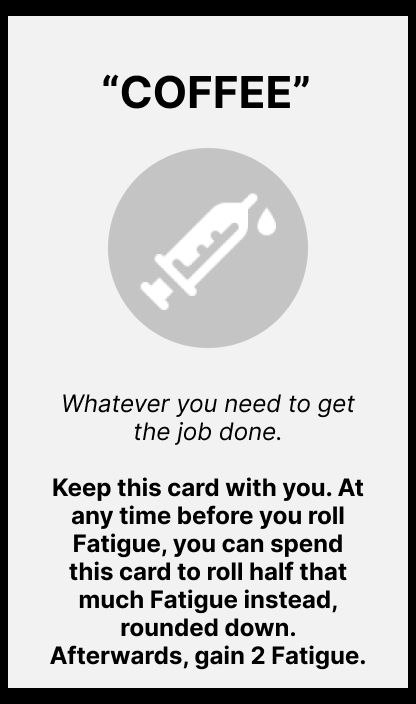 “COFFEE”
Whatever you need to get
the job done.
Keep this card with you. At
any time before you roll
Fatigue, you can spend
this card to roll half that
much Fatigue instead,
rounded down.
Afterwards, gain 2 Fatigue.